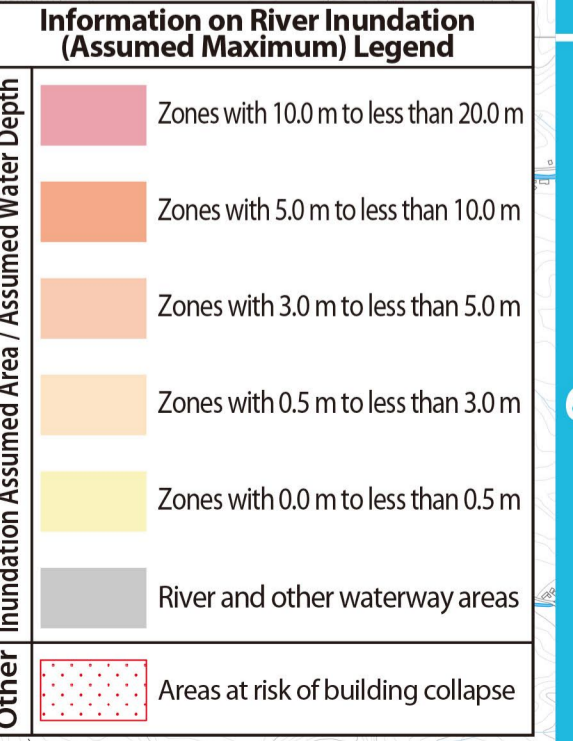 Information on River Inundation
(Assumed Maximum) Legend
Inundation Assumed Area / Assumed Water Depth
Zones with 10.0 m to less than 20.0 m
Zones with 5.0 m to less than 10.0 m
Zones with 3.0 m to less than 5.0 m
Zones with 0.5 m to less than 3.0 m
Zones with 0.0 m to less than 0.5 m
River and other waterway areas
Other
Areas at risk of building collapse